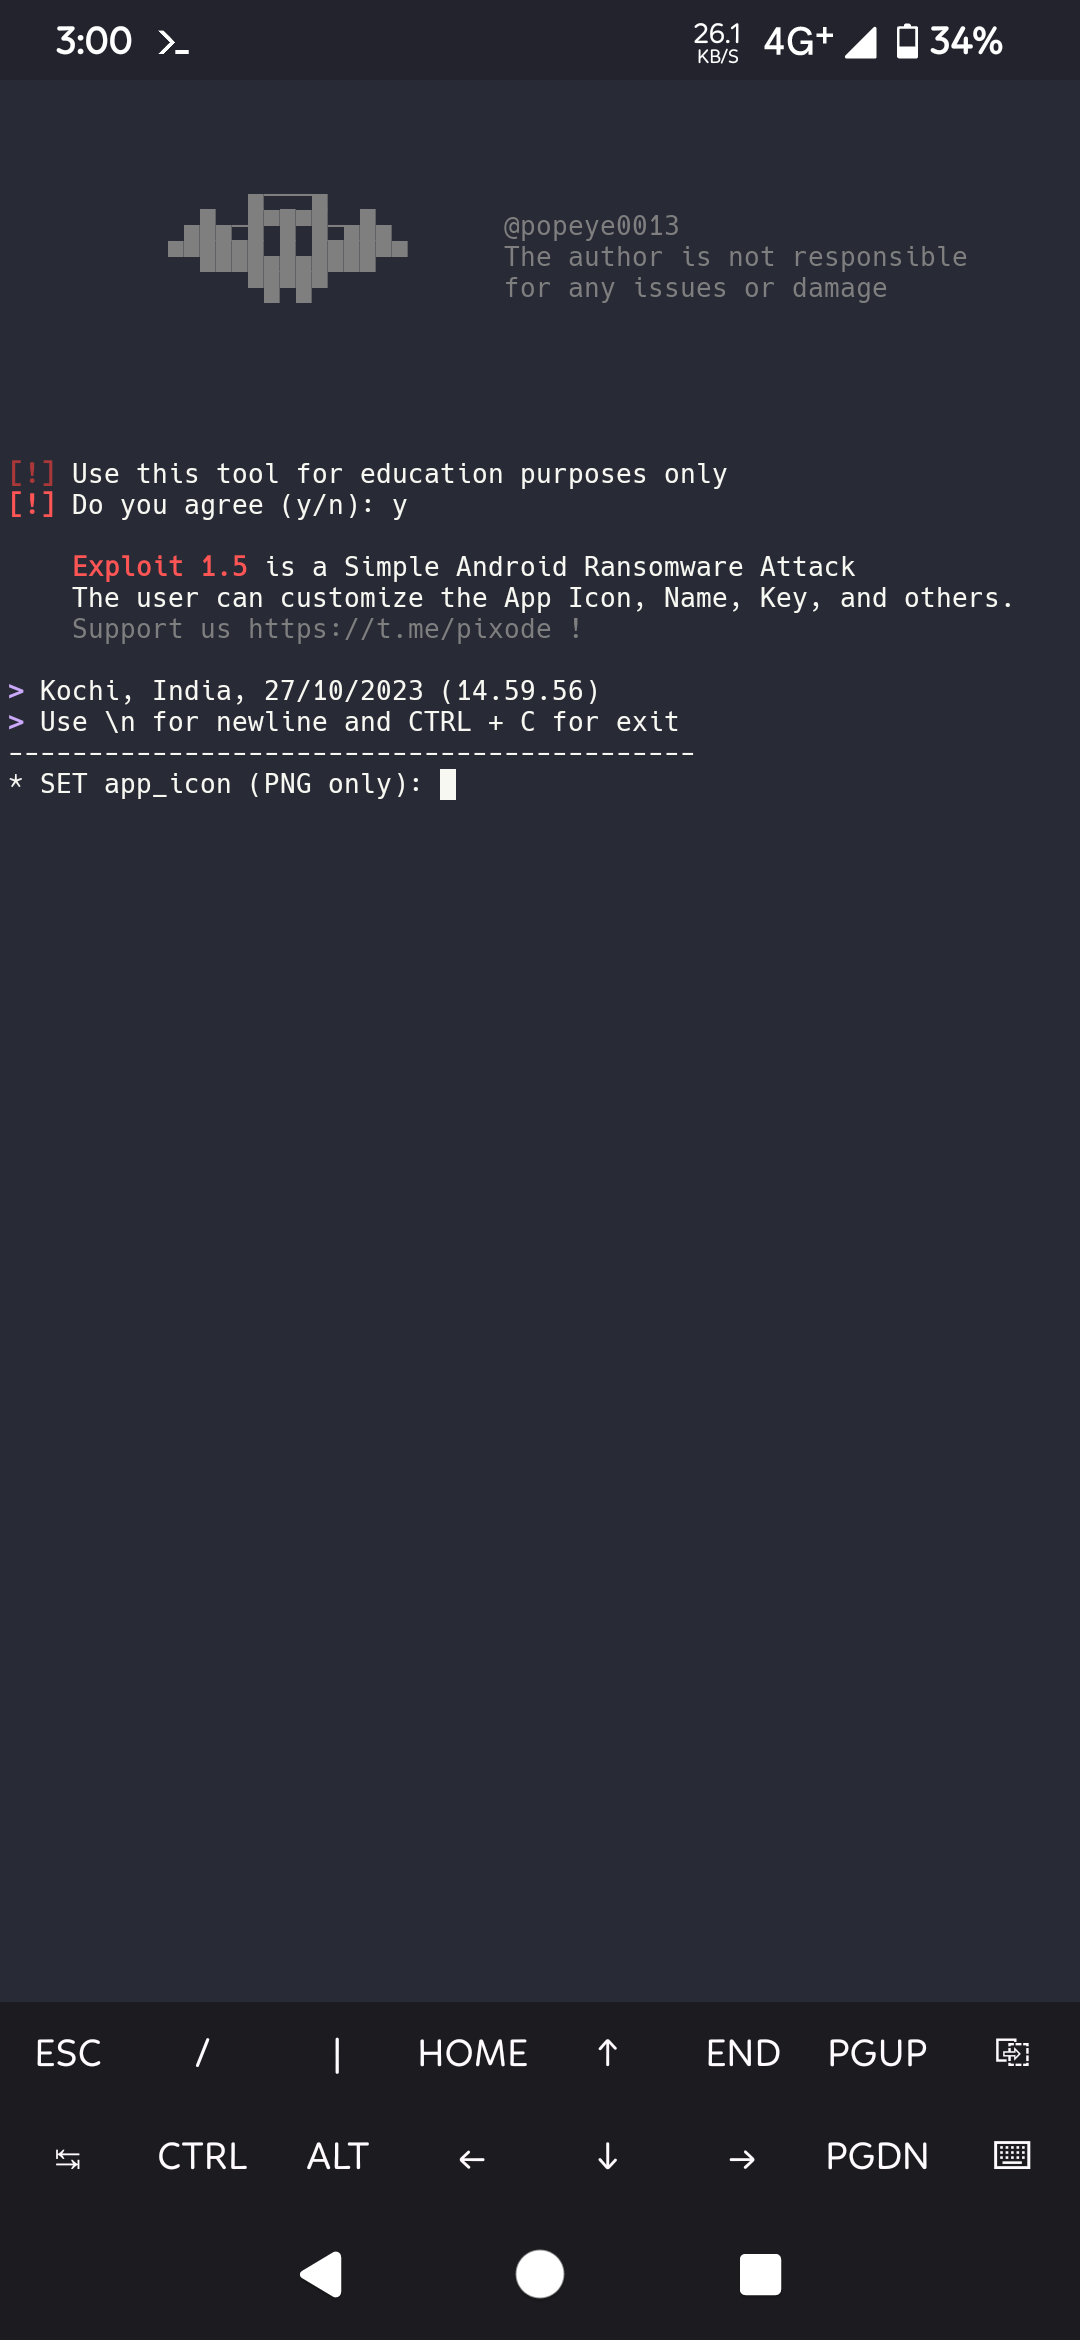 3:00 >_ 26.1 KB/S 4G+ 34%
@popeye0013
The author is not responsible
for any issues or damage
[!] Use this tool for education purposes only
[!] Do you agree (y/n): y
Exploit 1.5 is a Simple Android Ransomware Attack
The user can customize the App Icon, Name, Key, and others.
Support us https://t.me/pixode !
> Kochi, India, 27/10/2023 (14.59.56)
> Use \n for newline and CTRL + C for exit
-------------------------------------------
* SET app_icon (PNG only):
ESC / | HOME ↑ END PGUP
CTRL ALT ← ↓ → PGDN